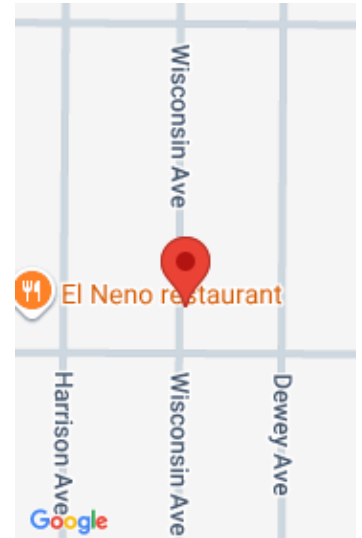 Wisconsin Ave
El Neno restaurant
Harrison Ave
Wisconsin Ave
Dewey Ave
Google